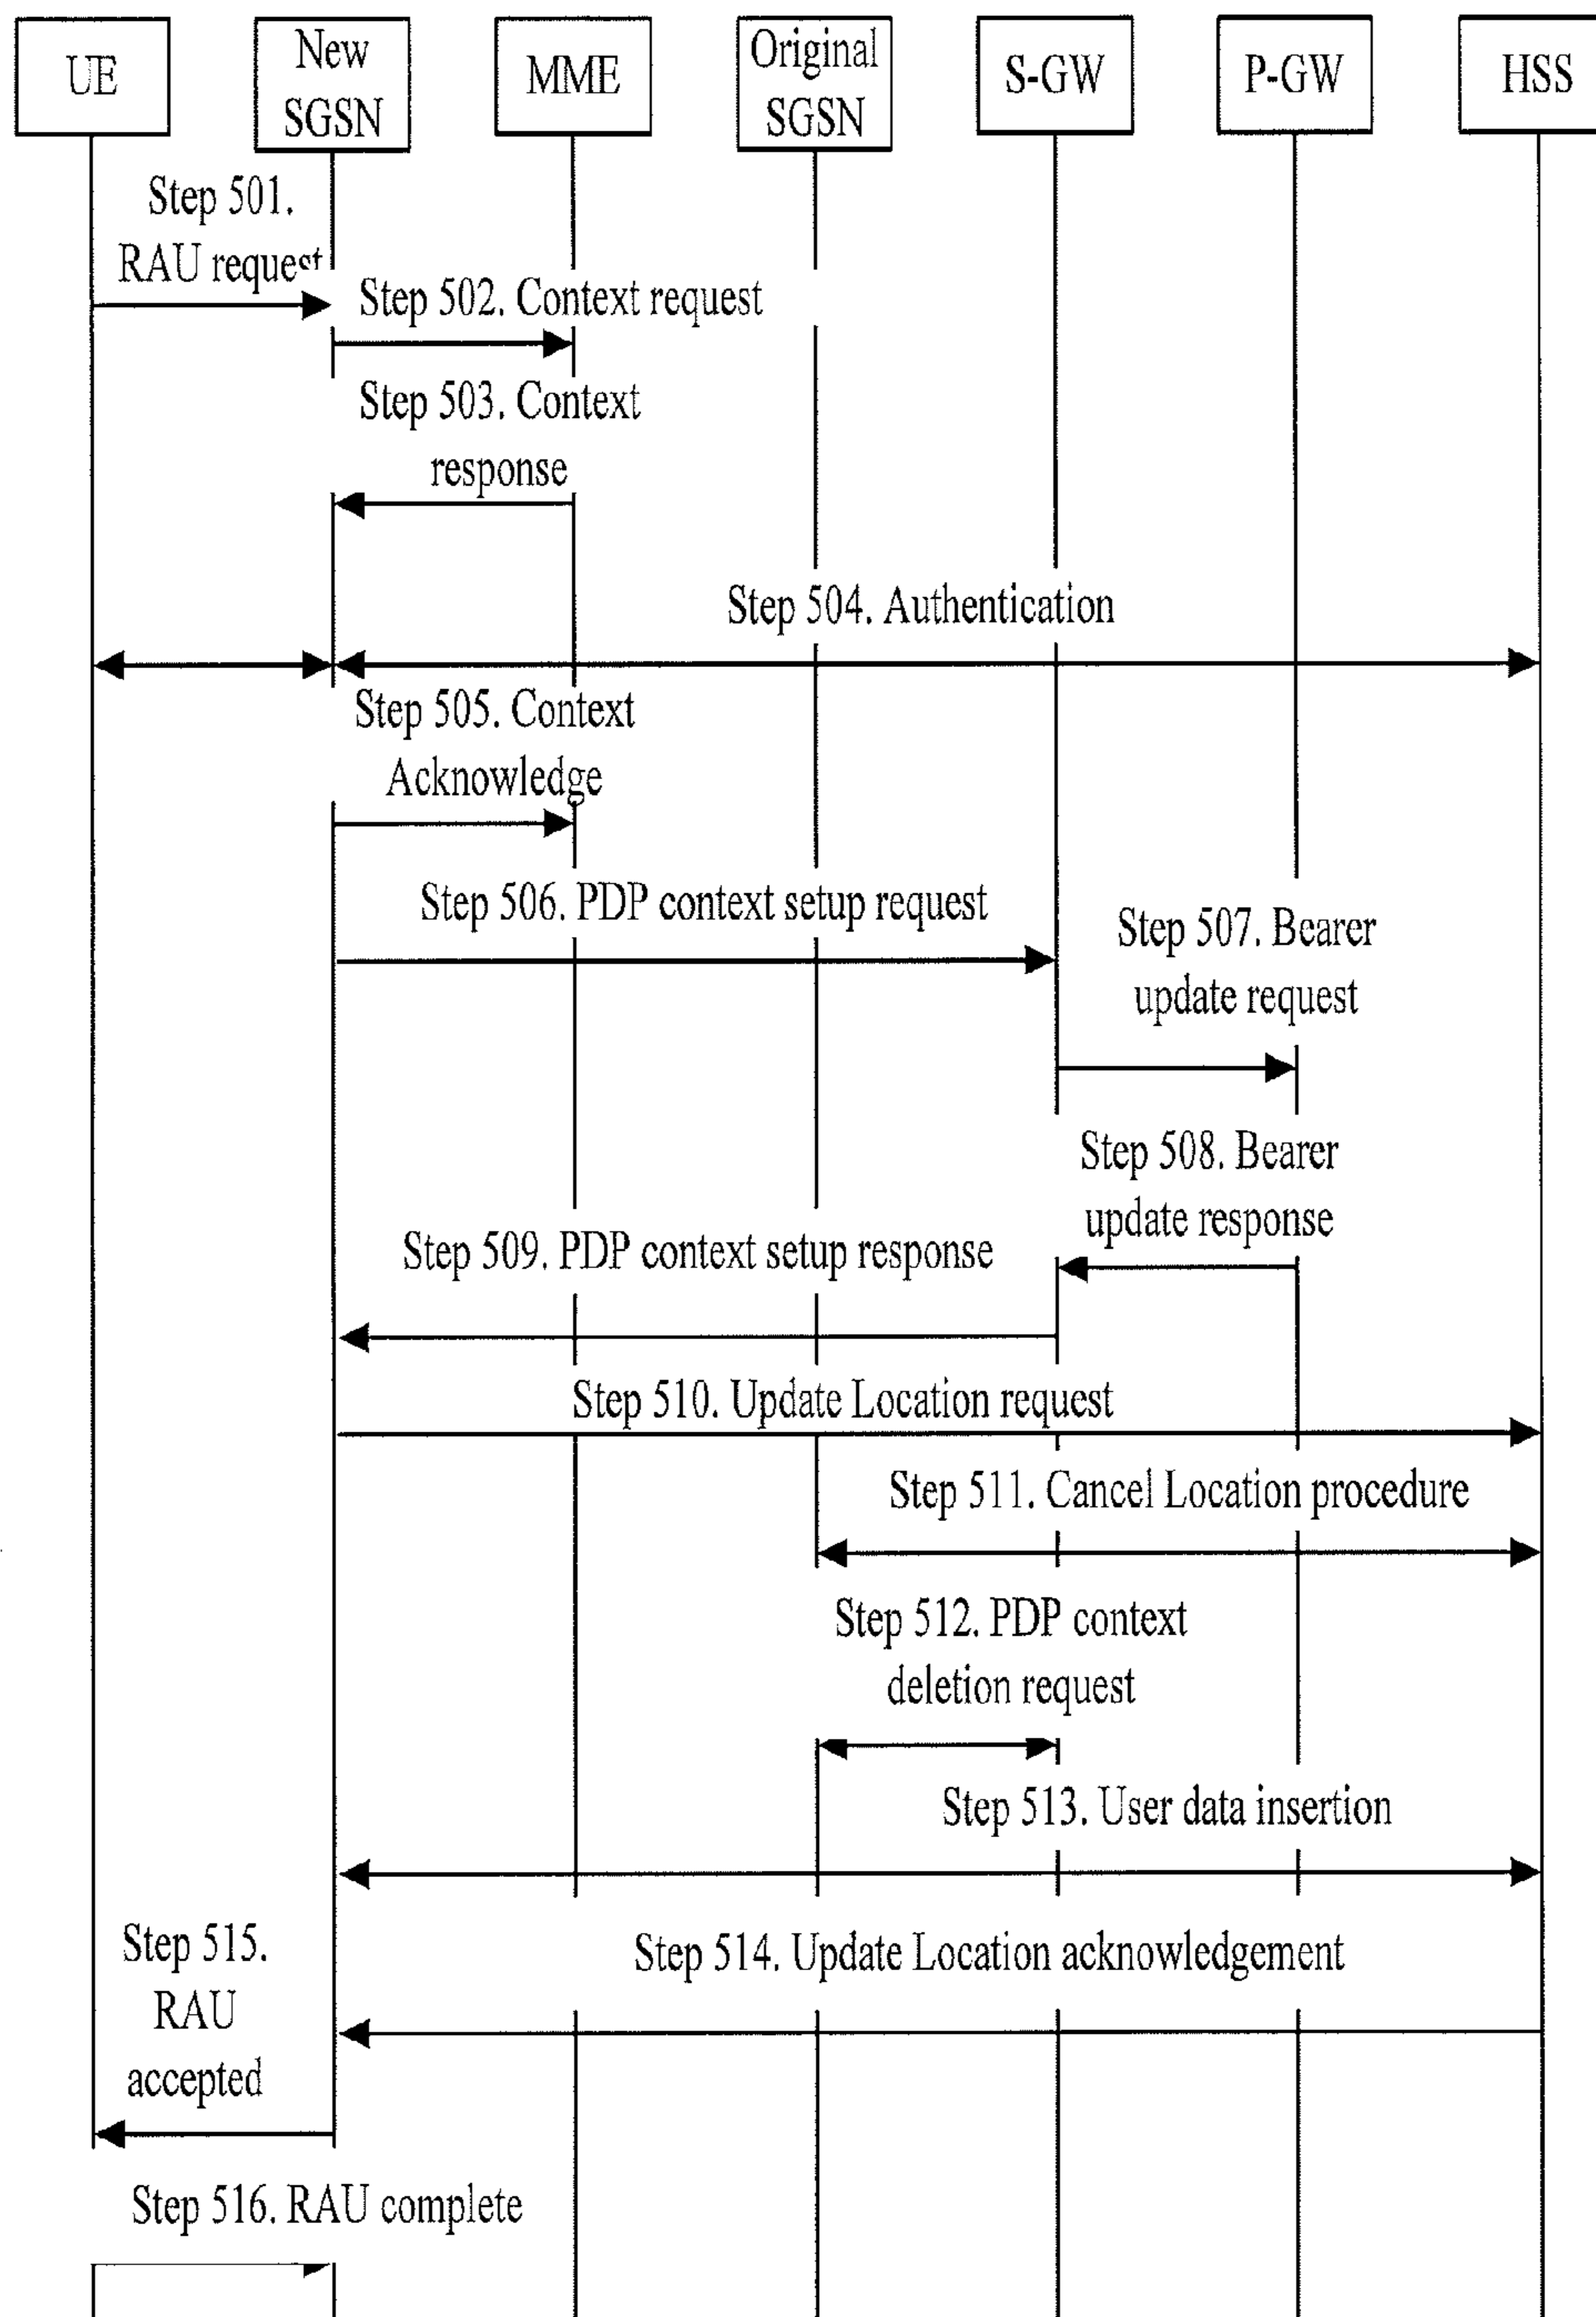 UE
New
SGSN
MME
Original
SGSN
S-GW
P-GW
HSS
Step 501.
RAU request
Step 502. Context request
Step 503. Context
response
Step 504. Authentication
Step 505. Context
Acknowledge
Step 506. PDP context setup request
Step 507. Bearer
update request
Step 508. Bearer
update response
Step 509. PDP context setup response
Step 510. Update Location request
Step 511. Cancel Location procedure
Step 512. PDP context
deletion request
Step 513. User data insertion
Step 514. Update Location acknowledgement
Step 515.
RAU
accepted
Step 516. RAU complete